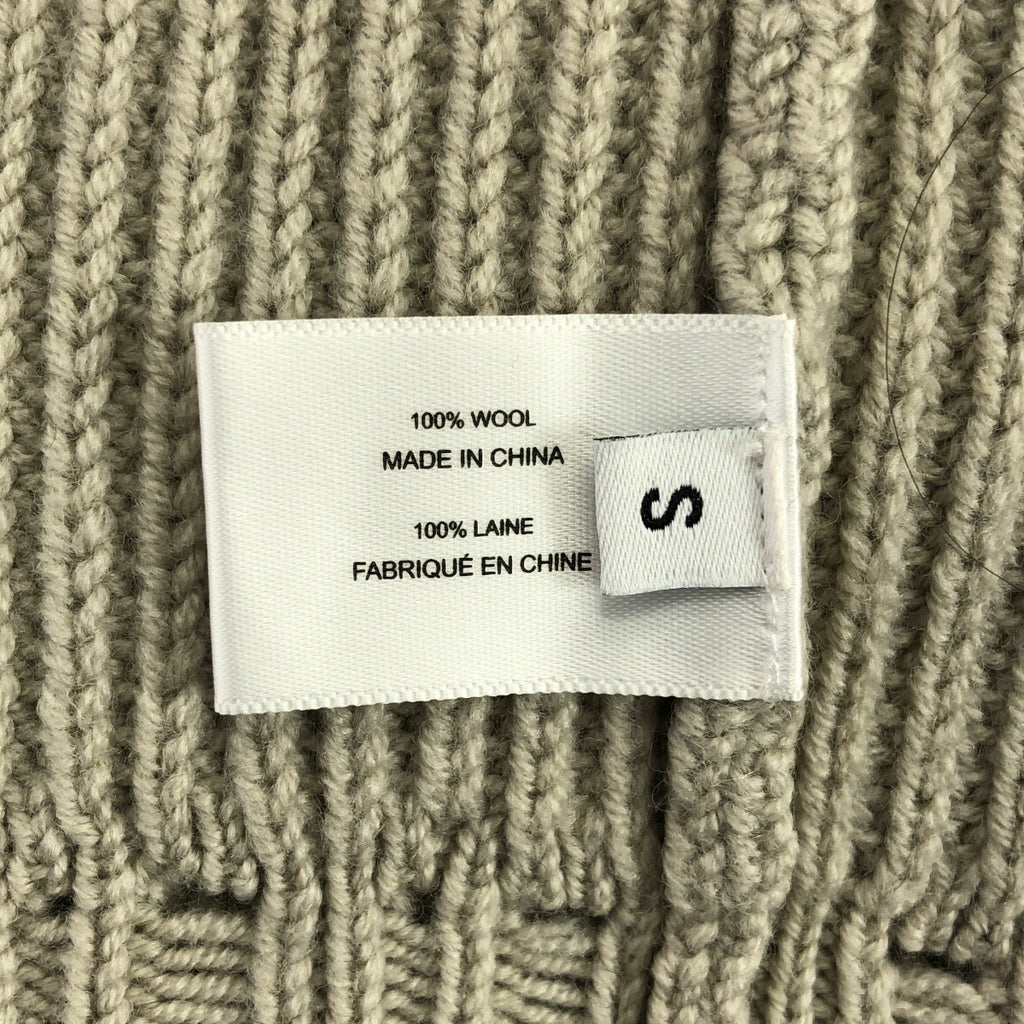 100% WOOL
MADE IN CHINA
100% LAINE
FABRIQUÉ EN CHINE
S